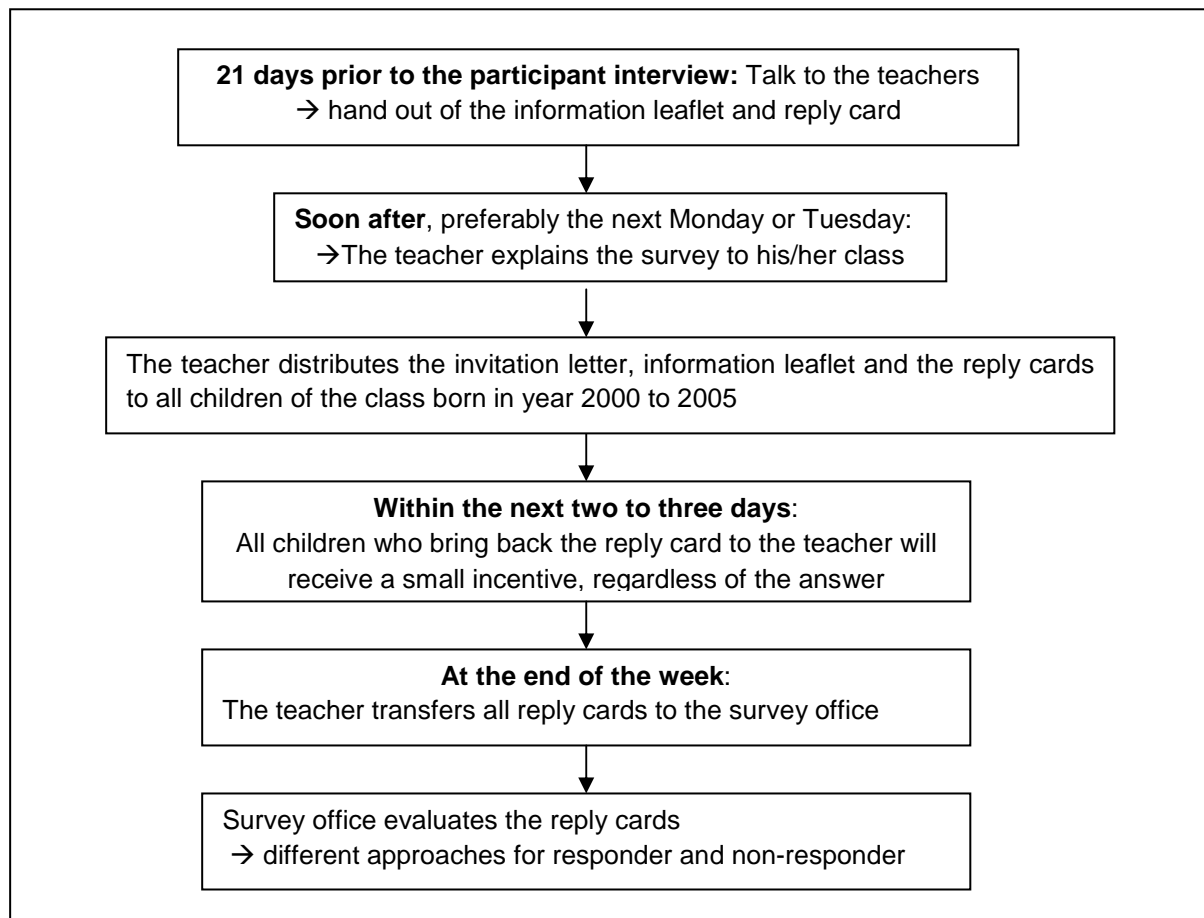 21 days prior to the participant interview: Talk to the teachers
→ hand out of the information leaflet and reply card
Soon after, preferably the next Monday or Tuesday:
→The teacher explains the survey to his/her class
The teacher distributes the invitation letter, information leaflet and the reply cards
to all children of the class born in year 2000 to 2005
Within the next two to three days:
All children who bring back the reply card to the teacher will
receive a small incentive, regardless of the answer
At the end of the week:
The teacher transfers all reply cards to the survey office
Survey office evaluates the reply cards
→ different approaches for responder and non-responder